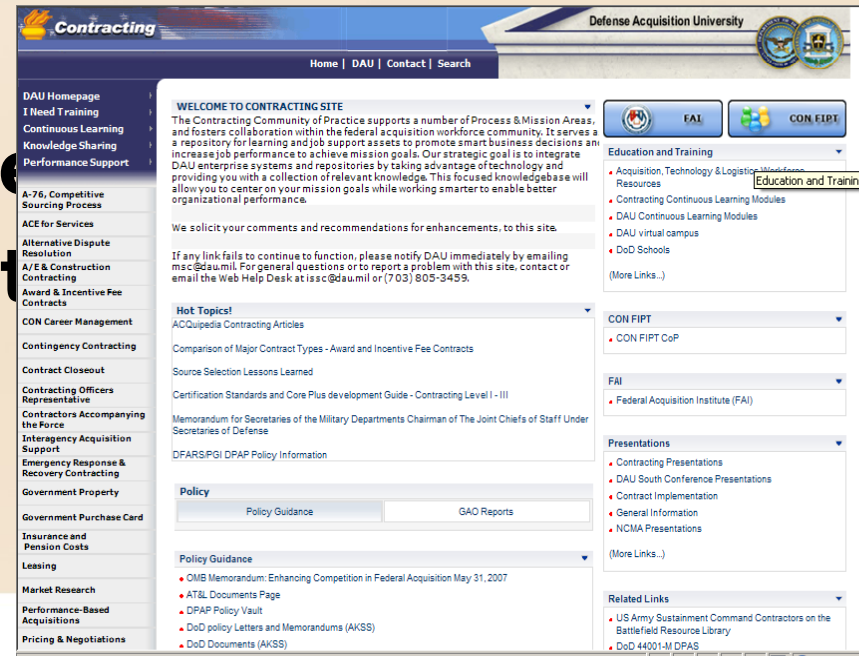 Contracting
Defense Acquisition University
Home | DAU | Contact | Search
DAU Homepage
I Need Training
Continuous Learning
Knowledge Sharing
Performance Support
A-76, Competitive
Sourcing Process
ACE for Services
Alternative Dispute
Resolution
A/E & Construction
Contracting
Award & Incentive Fee
Contracts
CON Career Management
Contingency Contracting
Contract Closeout
Contracting Officers
Representative
Contractors Accompanying
the Force
Interagency Acquisition
Support
Emergency Response &
Recovery Contracting
Government Property
Government Purchase Card
Insurance and
Pension Costs
Leasing
Market Research
Performance-Based
Acquisitions
Pricing & Negotiations
WELCOME TO CONTRACTING SITE
The Contracting Community of Practice supports a number of Process & Mission Areas,
and fosters collaboration within the federal acquisition workforce community. It serves a
a repository for learning and job support assets to promote smart business decisions an
increase job performance to achieve mission goals. Our strategic goal is to integrate
DAU enterprise systems and repositories by taking advantage of technology and
providing you with a collection of relevant knowledge. This focused knowledgebase will
allow you to center on your mission goals while working smarter to enable better
organizational performance.
We solicit your comments and recommendations for enhancements, to this site.
If any link fails to continue to function, please notify DAU immediately by emailing
msc@dau.mil. For general questions or to report a problem with this site, contact or
email the Web Help Desk at issc@dau.mil or (703) 805-3459.
Hot Topics!
ACQuipedia Contracting Articles
Comparison of Major Contract Types - Award and Incentive Fee Contracts
Source Selection Lessons Learned
Certification Standards and Core Plus development Guide - Contracting Level I - III
Memorandum for Secretaries of the Military Departments Chairman of The Joint Chiefs of Staff Under
Secretaries of Defense
DFARS/PGI DPAP Policy Information
Policy
Policy Guidance
GAO Reports
Policy Guidance
OMB Memorandum: Enhancing Competition in Federal Acquisition May 31, 2007
AT&L Documents Page
DPAP Policy Vault
DoD policy Letters and Memorandums (AKSS)
DoD Documents (AKSS)
FAI
CON FIPT
Education and Training
Acquisition, Technology & Logistics Workforce
Resources
Education and Trainin
Contracting Continuous Learning Modules
DAU Continuous Learning Modules
DAU virtual campus
DoD Schools
(More Links...)
CON FIPT
CON FIPT CoP
FAI
Federal Acquisition Institute (FAI)
Presentations
Contracting Presentations
DAU South Conference Presentations
Contract Implementation
General Information
NCMA Presentations
(More Links...)
Related Links
US Army Sustainment Command Contractors on the
Battlefield Resource Library
DoD 44001-M DPAS